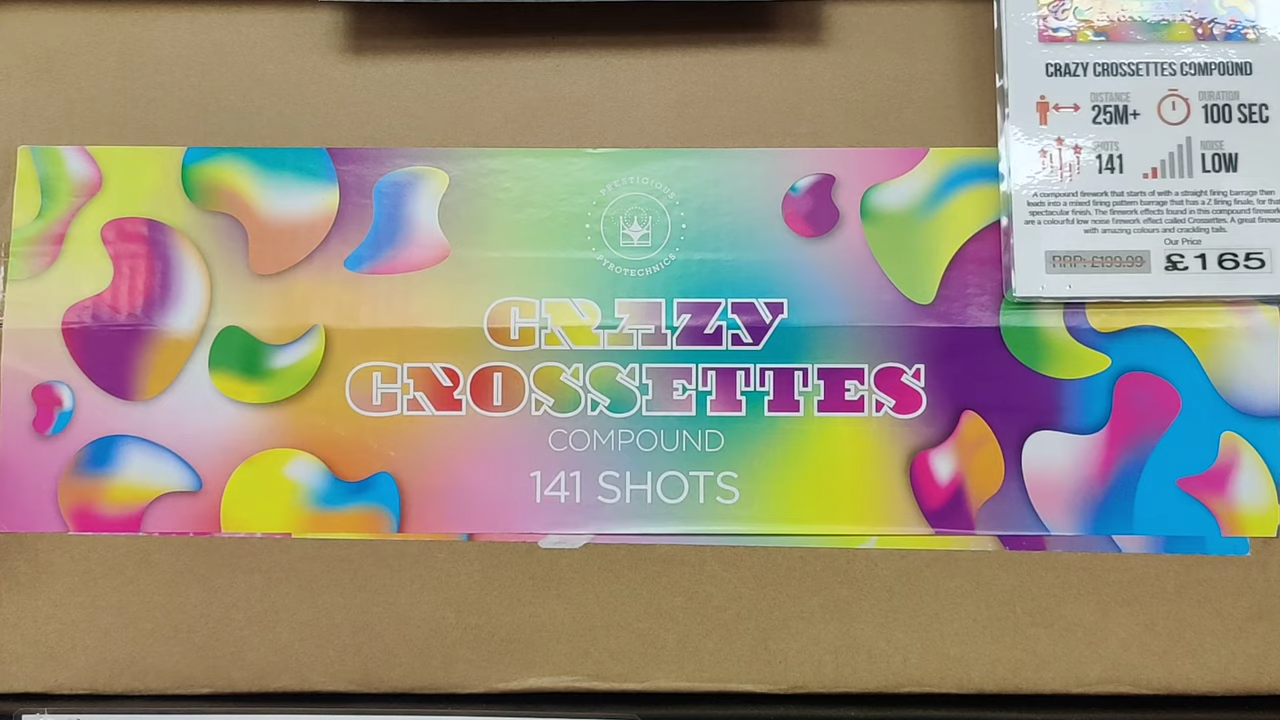 PRESTIGIOUS
PYROTECHNICS
CRAZY
CROSSETTES
COMPOUND
141 SHOTS
CRAZY CROSSETTES COMPOUND
DISTANCE
25M+
DURATION
100 SEC
SHOTS
141
NOISE
LOW
A compound firework that starts of with a straight firing barrage then
leads into a mixed firing pattern barrage that has a Z firing finale, for that
spectacular finish. The firework effects found in this compound firework
are a colourful low noise firework effect called Crossettes. A great firework
with amazing colours and crackling tails.
Our Price
RRP: £199.99
£165